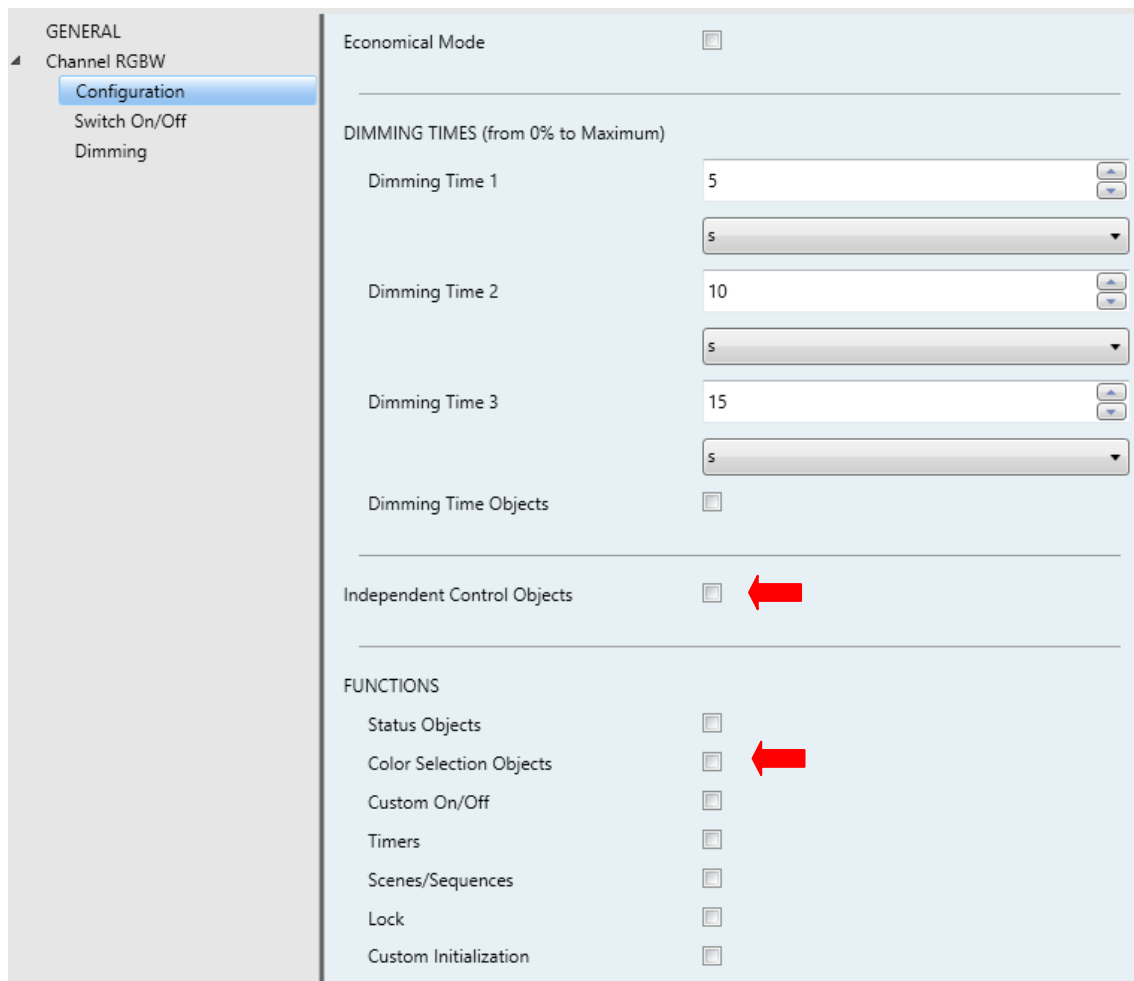 GENERAL
Channel RGBW
Configuration
Switch On/Off
Dimming
Economical Mode
DIMMING TIMES (from 0% to Maximum)
Dimming Time 1
5
s
Dimming Time 2
10
s
Dimming Time 3
15
s
Dimming Time Objects
Independent Control Objects
FUNCTIONS
Status Objects
Color Selection Objects
Custom On/Off
Timers
Scenes/Sequences
Lock
Custom Initialization